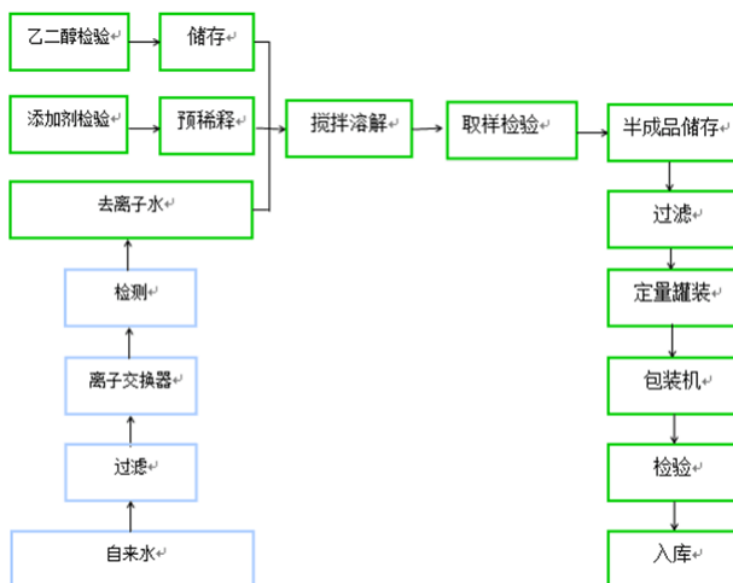 乙二醇检验
储存
添加剂检验
预稀释
搅拌溶解
取样检验
半成品储存
去离子水
过滤
检测
定量罐装
离子交换器
包装机
过滤
检验
自来水
入库